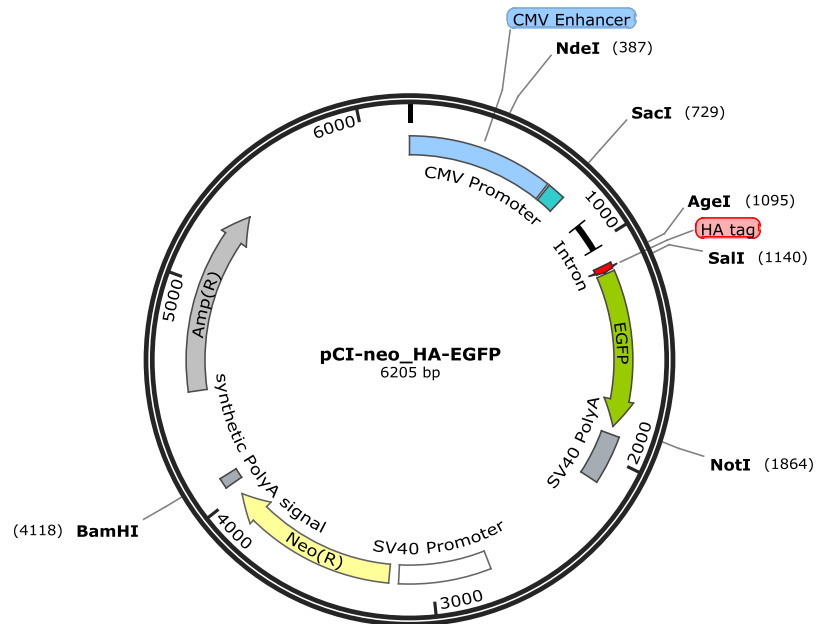 CMV Enhancer
NdeI (387)
SacI (729)
6000
CMV Promoter
1000
AgeI (1095)
HA tag
SalI (1140)
Intron
5000
Amp(R)
EGFP
pCI-neo_HA-EGFP
6205 bp
synthetic PolyA signal
SV40 PolyA
2000
NotI (1864)
(4118) BamHI
4000
Neo(R)
SV40 Promoter
3000